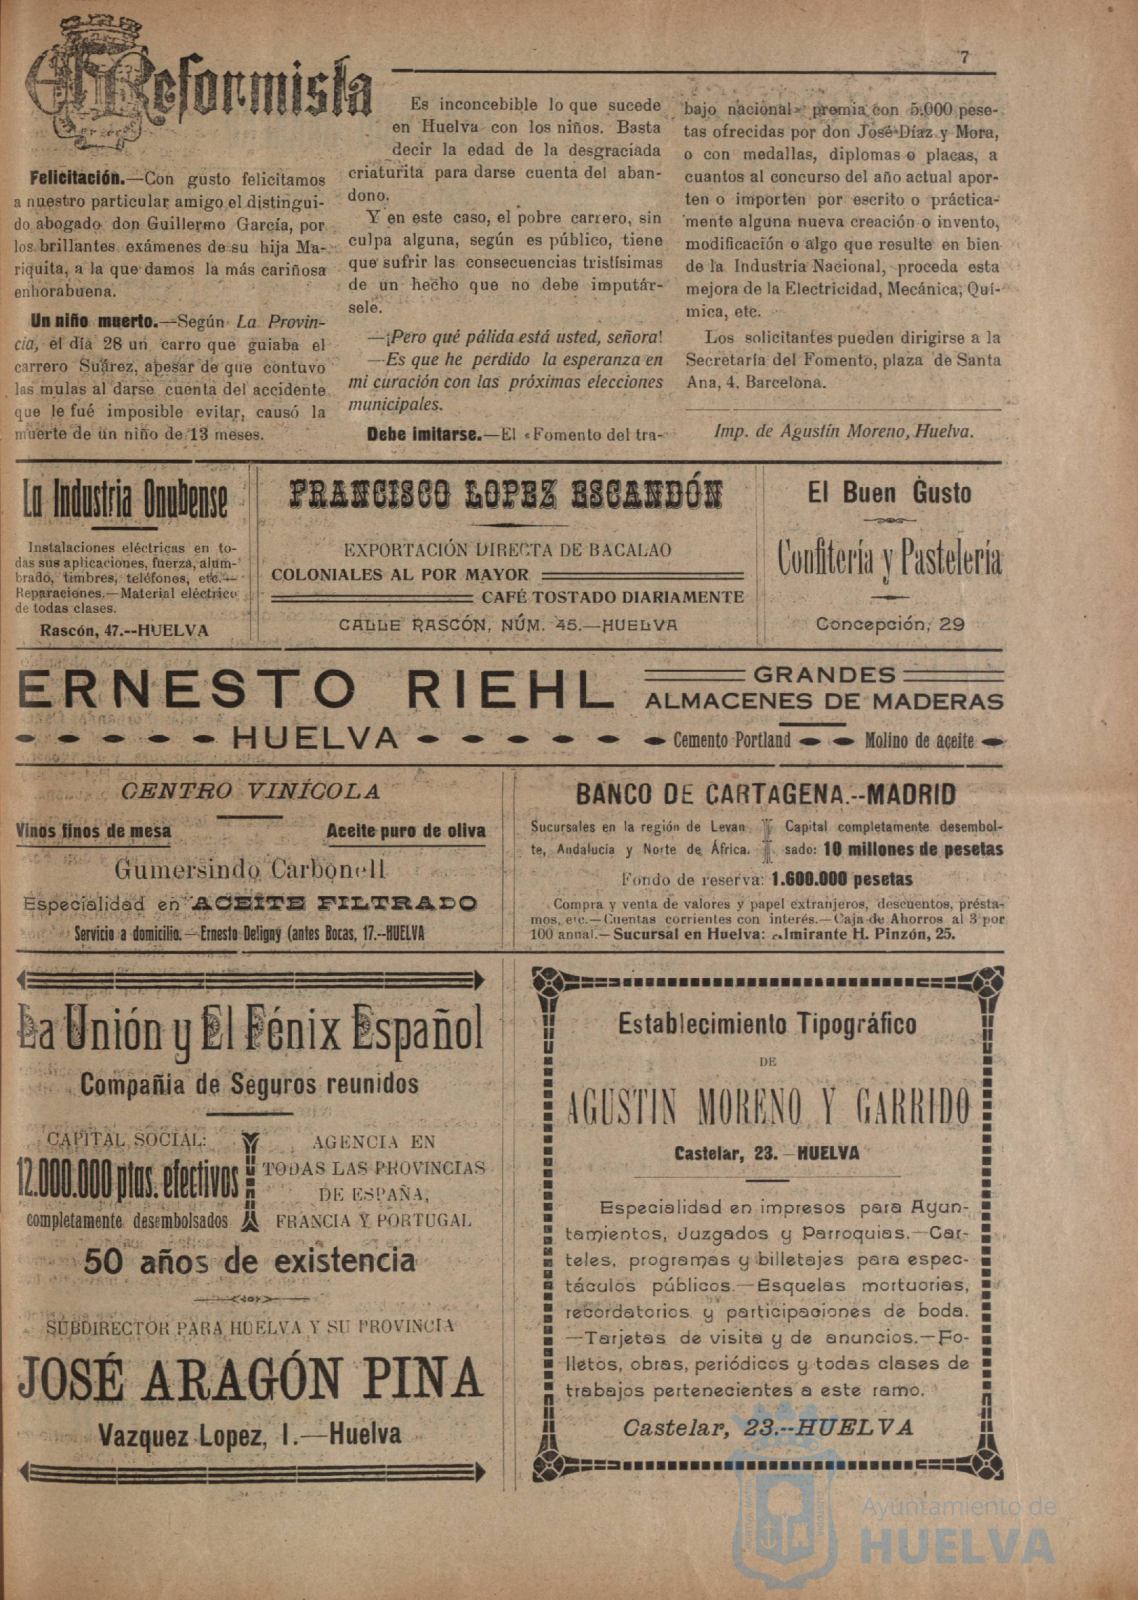 El Reformista
7
Felicitación.—Con gusto felicitamos
a nuestro particular amigo el distingui-
do abogado don Guillermo García, por
los brillantes exámenes de su hija Ma-
riquita, a la que damos la más cariñosa
enhorabuena.
Un niño muerto.—Según La Provin-
cia, el día 28 un carro que guiaba el
carrero Suárez, apesar de que contuvo
las mulas al darse cuenta del accidente
que le fué imposible evitar, causó la
muerte de un niño de 13 meses.
Es inconcebible lo que sucede
en Huelva con los niños. Basta
decir la edad de la desgraciada
criaturita para darse cuenta del aban-
dono.
Y en este caso, el pobre carrero, sin
culpa alguna, según es público, tiene
que sufrir las consecuencias tristísimas
de un hecho que no debe imputár-
sele.
—¡Pero qué pálida está usted, señora!
—Es que he perdido la esperanza en
mi curación con las próximas elecciones
municipales.
Debe imitarse.—El «Fomento del tra-
bajo nacional» premia con 5.000 pese-
tas ofrecidas por don José Díaz y Mora,
o con medallas, diplomas o placas, a
cuantos al concurso del año actual apor-
ten o importen por escrito o práctica-
mente alguna nueva creación o invento,
modificación o algo que resulte en bien
de la Industria Nacional, proceda esta
mejora de la Electricidad, Mecánica, Quí-
mica, etc.
Los solicitantes pueden dirigirse a la
Secretaría del Fomento, plaza de Santa
Ana, 4, Barcelona.
Imp. de Agustín Moreno, Huelva.
La Industria Onubense
Instalaciones eléctricas en to-
das sus aplicaciones, fuerza, alum-
brado, timbres, teléfonos, etc.—
Reparaciones.—Material eléctrico
de todas clases.
Rascón, 47.--HUELVA
FRANCISCO LOPEZ ESCANDÓN
EXPORTACIÓN DIRECTA DE BACALAO
COLONIALES AL POR MAYOR
CAFÉ TOSTADO DIARIAMENTE
CALLE RASCÓN, NÚM. 45.—HUELVA
El Buen Gusto
Confitería y Pastelería
Concepción, 29
ERNESTO RIEHL
HUELVA
GRANDES
ALMACENES DE MADERAS
Cemento Portland
Molino de aceite
CENTRO VINÍCOLA
Vinos finos de mesa
Aceite puro de oliva
Gumersindo Carbonell
Especialidad en ACEITE FILTRADO
Servicio a domicilio.—Ernesto Deligny (antes Bocas, 17.--HUELVA
BANCO DE CARTAGENA.--MADRID
Sucursales en la región de Levan
te, Andalucía y Norte de África.
Capital completamente desembol-
sado: 10 millones de pesetas
Fondo de reserva: 1.600.000 pesetas
Compra y venta de valores y papel extranjeros, descuentos, présta-
mos, etc.—Cuentas corrientes con interés.—Caja de Ahorros al 3 por
100 annal.—Sucursal en Huelva: Almirante H. Pinzón, 25.
La Unión y El Fénix Español
Compañia de Seguros reunidos
CAPITAL SOCIAL:
12.000.000 ptas. efectivos
completamente desembolsados
AGENCIA EN
TODAS LAS PROVINCIAS
DE ESPAÑA,
FRANCIA Y PORTUGAL
50 años de existencia
SUBDIRECTOR PARA HUELVA Y SU PROVINCIA
JOSÉ ARAGÓN PINA
Vazquez Lopez, 1.—Huelva
Establecimiento Tipográfico
DE
AGUSTIN MORENO Y GARRIDO
Castelar, 23.—HUELVA
Especialidad en impresos para Ayun-
tamientos, Juzgados y Parroquias.—Car-
teles, programas y billetajes para espec-
táculos públicos.—Esquelas mortuorias,
recordatorios y participaciones de boda.
—Tarjetas de visita y de anuncios.—Fo-
lletos, obras, periódicos y todas clases de
trabajos pertenecientes a este ramo.
Castelar, 23.--HUELVA
Ayuntamiento de
HUELVA